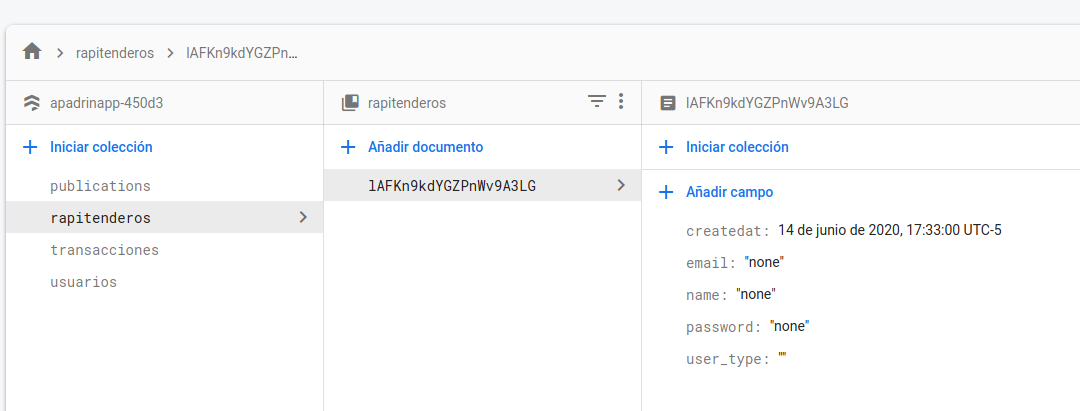 rapitenderos > lAFKn9kdYGZPn...
apadrinapp-450d3
Iniciar colección
publications
rapitenderos
transacciones
usuarios
rapitenderos
Añadir documento
lAFKn9kdYGZPnWv9A3LG
lAFKn9kdYGZPnWv9A3LG
Iniciar colección
Añadir campo
createdat: 14 de junio de 2020, 17:33:00 UTC-5
email: "none"
name: "none"
password: "none"
user_type: ""